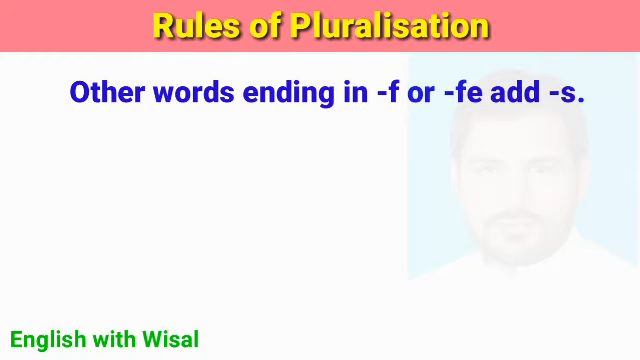 Rules of Pluralisation
Other words ending in -f or -fe add -s.
English with Wisal